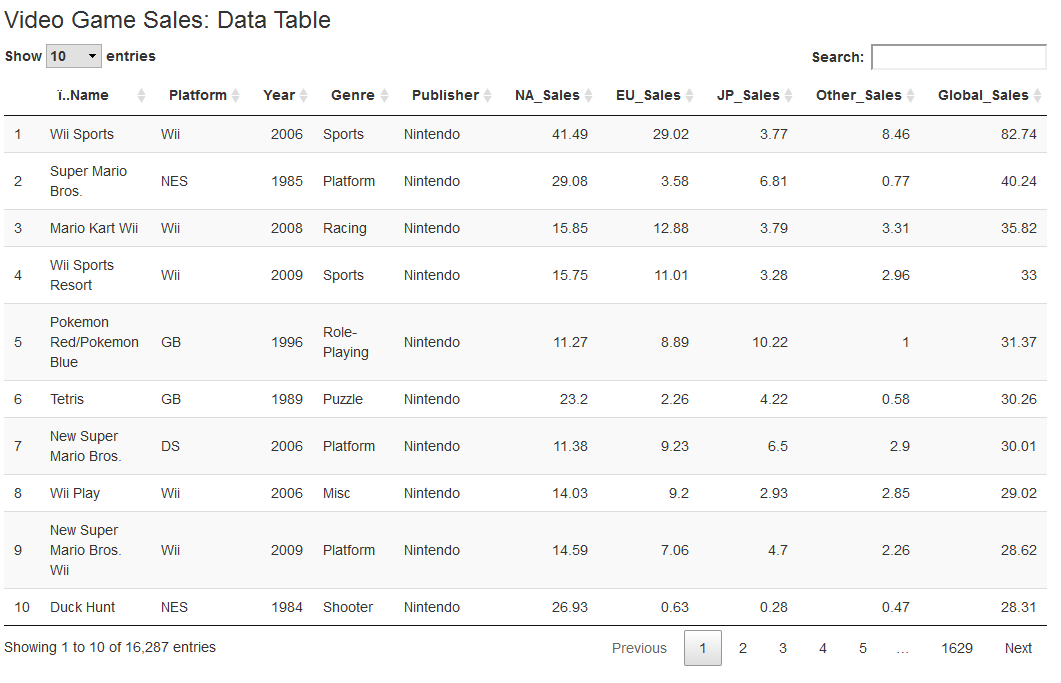 Video Game Sales: Data Table
Show 10 entries Search:
ï..Name Platform Year Genre Publisher NA_Sales EU_Sales JP_Sales Other_Sales Global_Sales
1 Wii Sports Wii 2006 Sports Nintendo 41.49 29.02 3.77 8.46 82.74
2 Super Mario Bros. NES 1985 Platform Nintendo 29.08 3.58 6.81 0.77 40.24
3 Mario Kart Wii Wii 2008 Racing Nintendo 15.85 12.88 3.79 3.31 35.82
4 Wii Sports Resort Wii 2009 Sports Nintendo 15.75 11.01 3.28 2.96 33
5 Pokemon Red/Pokemon Blue GB 1996 Role-Playing Nintendo 11.27 8.89 10.22 1 31.37
6 Tetris GB 1989 Puzzle Nintendo 23.2 2.26 4.22 0.58 30.26
7 New Super Mario Bros. DS 2006 Platform Nintendo 11.38 9.23 6.5 2.9 30.01
8 Wii Play Wii 2006 Misc Nintendo 14.03 9.2 2.93 2.85 29.02
9 New Super Mario Bros. Wii Wii 2009 Platform Nintendo 14.59 7.06 4.7 2.26 28.62
10 Duck Hunt NES 1984 Shooter Nintendo 26.93 0.63 0.28 0.47 28.31
Showing 1 to 10 of 16,287 entries Previous 1 2 3 4 5 … 1629 Next